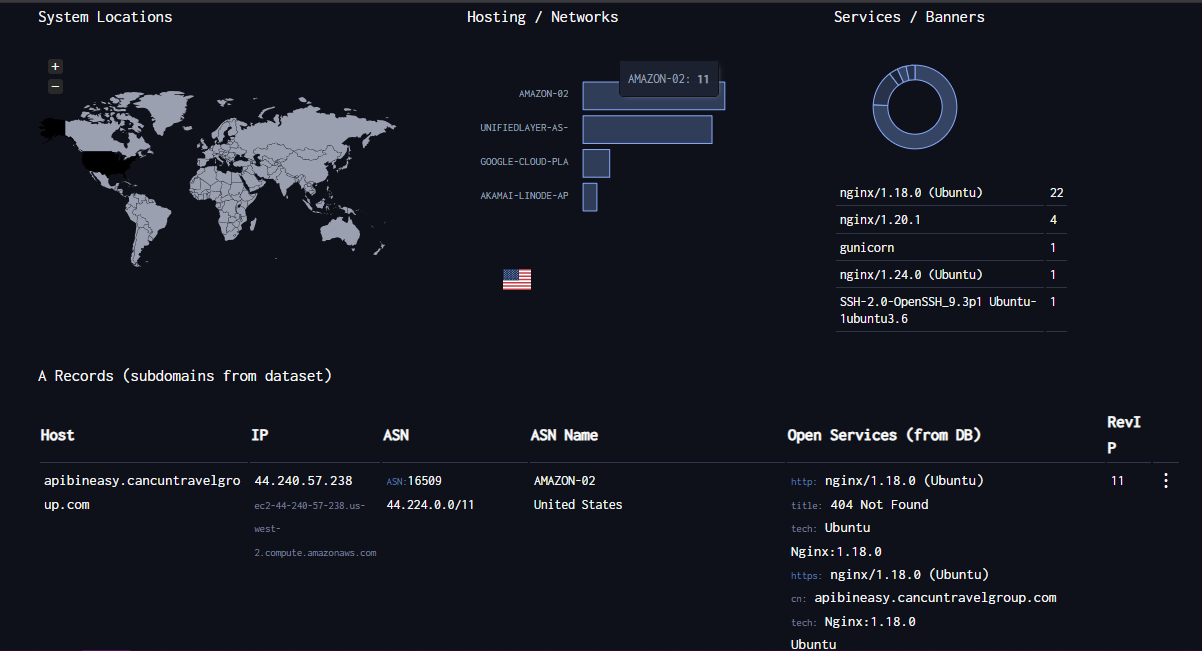 System Locations
Hosting / Networks
Services / Banners
+
−
AMAZON-02: 11
AMAZON-02
UNIFIEDLAYER-AS-
GOOGLE-CLOUD-PLA
AKAMAI-LINODE-AP
nginx/1.18.0 (Ubuntu) 22
nginx/1.20.1 4
gunicorn 1
nginx/1.24.0 (Ubuntu) 1
SSH-2.0-OpenSSH_9.3p1 Ubuntu- 1
1ubuntu3.6
A Records (subdomains from dataset)
Host IP ASN ASN Name Open Services (from DB) RevI
P
apibineasy.cancuntravelgro 44.240.57.238 ASN:16509 AMAZON-02 http: nginx/1.18.0 (Ubuntu) 11
up.com ec2-44-240-57-238.us- 44.224.0.0/11 United States title: 404 Not Found
west- tech: Ubuntu
2.compute.amazonaws.com Nginx:1.18.0
https: nginx/1.18.0 (Ubuntu)
cn: apibineasy.cancuntravelgroup.com
tech: Nginx:1.18.0
Ubuntu